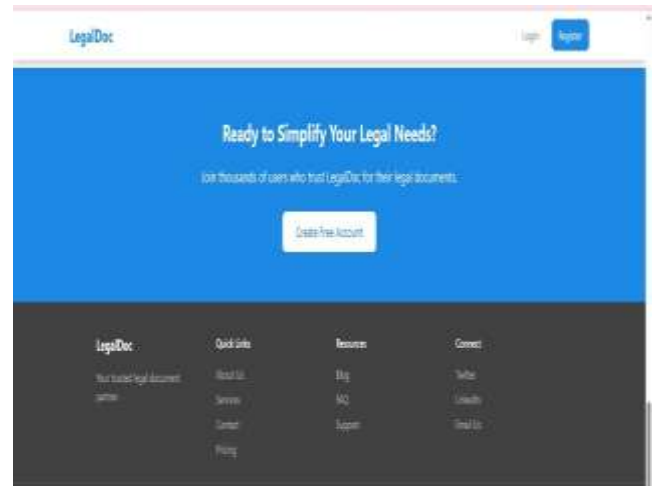 LegalDoc
Login
Register
Ready to Simplify Your Legal Needs?
Join thousands of users who trust LegalDoc for their legal documents.
Create Free Account
LegalDoc
Your trusted legal document
partner
Quick Links
About Us
Services
Contact
Pricing
Resources
Blog
FAQ
Support
Connect
Twitter
LinkedIn
Email Us